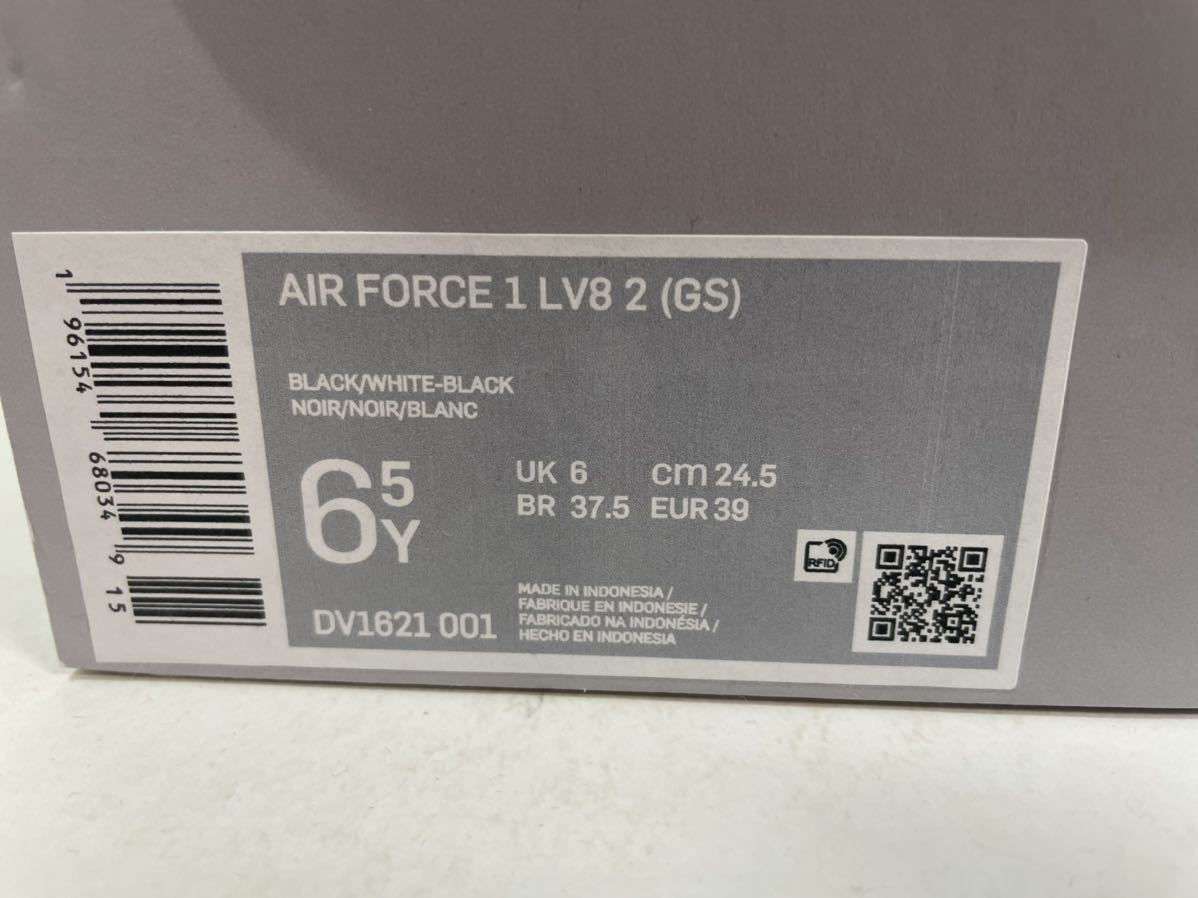 AIR FORCE 1 LV8 2 (GS)
BLACK/WHITE-BLACK
NOIR/NOIR/BLANC
6 5 Y
UK 6 cm 24.5
BR 37.5 EUR 39
DV1621 001
MADE IN INDONESIA /
FABRIQUE EN INDONESIE /
FABRICADO NA INDONÉSIA /
HECHO EN INDONESIA
RFID
1 96154 68034 9 15